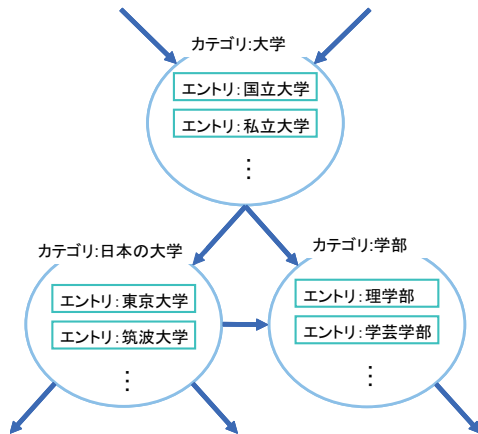 カテゴリ:大学
エントリ:国立大学
エントリ:私立大学
⋮
カテゴリ:日本の大学
エントリ:東京大学
エントリ:筑波大学
⋮
カテゴリ:学部
エントリ:理学部
エントリ:学芸学部
⋮